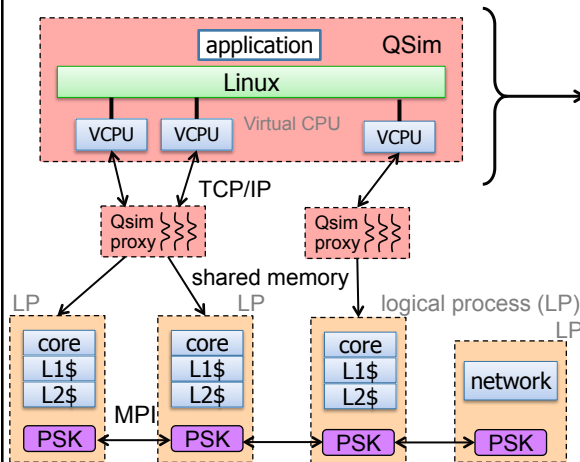 application
QSim
Linux
Virtual CPU
VCPU
VCPU
VCPU
TCP/IP
Qsim
proxy
Qsim
proxy
shared memory
LP
LP
logical process (LP)
LP
core
L1$
L2$
core
L1$
L2$
core
L1$
L2$
network
MPI
PSK
PSK
PSK
PSK